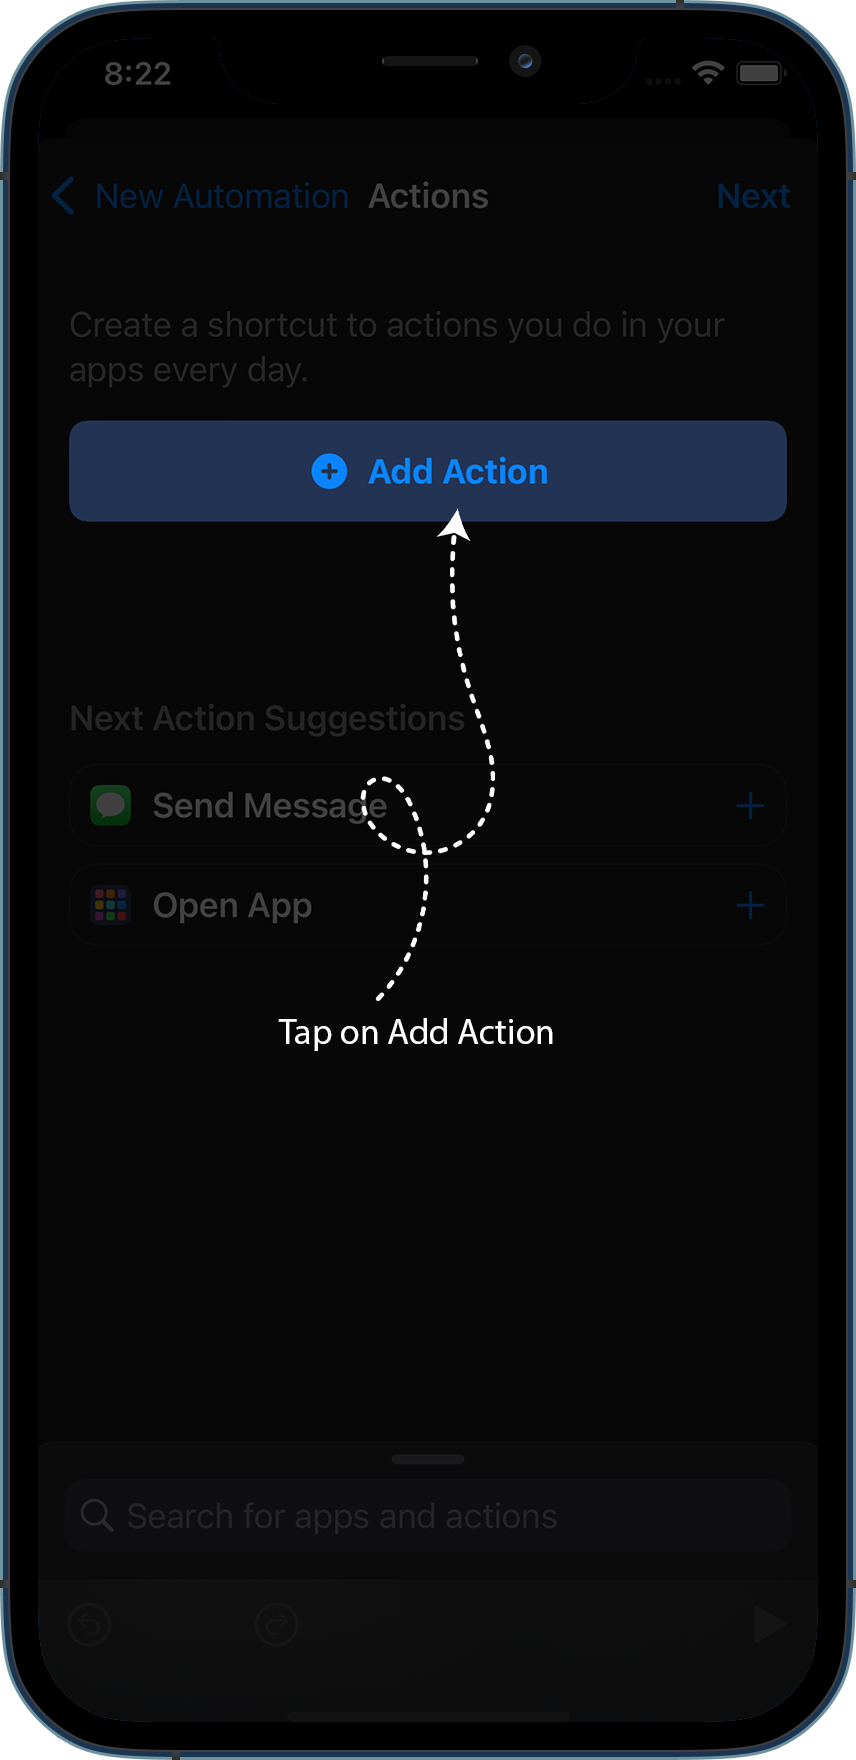 8:22
New Automation Actions Next
Create a shortcut to actions you do in your
apps every day.
Add Action
Next Action Suggestions
Send Message
Open App
Tap on Add Action
Search for apps and actions